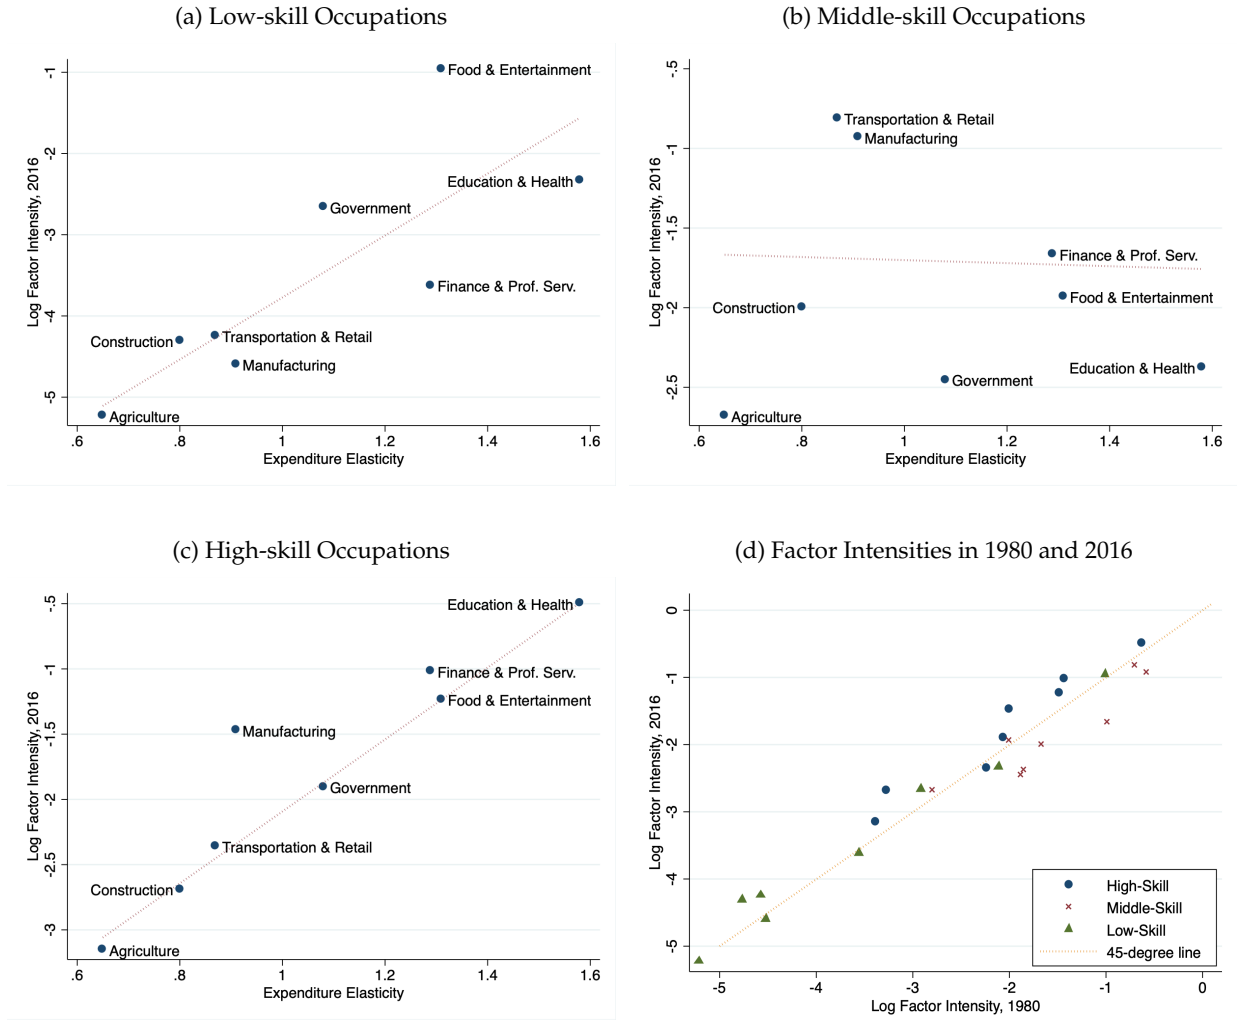 (a) Low-skill Occupations
Log Factor Intensity, 2016
-1
-2
-3
-4
-5
Food & Entertainment
Education & Health
Government
Finance & Prof. Serv.
Construction
Transportation & Retail
Manufacturing
Agriculture
.6
.8
1
1.2
1.4
1.6
Expenditure Elasticity
(b) Middle-skill Occupations
Log Factor Intensity, 2016
-.5
-1
-1.5
-2
-2.5
Transportation & Retail
Manufacturing
Finance & Prof. Serv.
Food & Entertainment
Construction
Education & Health
Government
Agriculture
.6
.8
1
1.2
1.4
1.6
Expenditure Elasticity
(c) High-skill Occupations
Log Factor Intensity, 2016
-.5
-1
-1.5
-2
-2.5
-3
Education & Health
Finance & Prof. Serv.
Food & Entertainment
Manufacturing
Government
Transportation & Retail
Construction
Agriculture
.6
.8
1
1.2
1.4
1.6
Expenditure Elasticity
(d) Factor Intensities in 1980 and 2016
Log Factor Intensity, 2016
0
-1
-2
-3
-4
-5
High-Skill
Middle-Skill
Low-Skill
45-degree line
-5
-4
-3
-2
-1
0
Log Factor Intensity, 1980